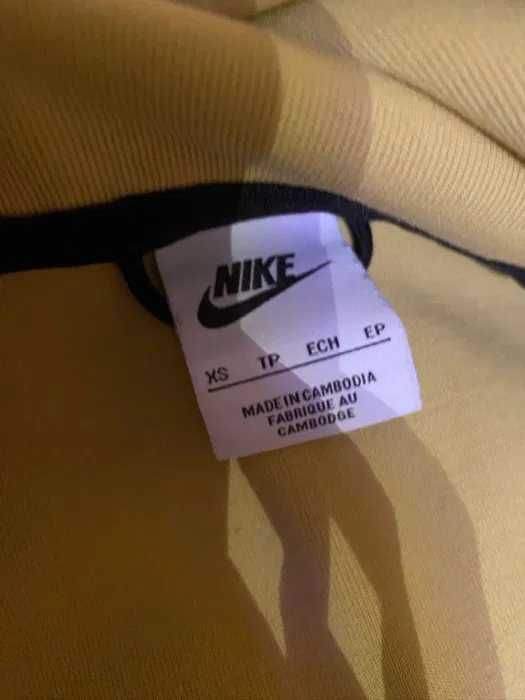 NIKE
XS TP ECH EP
MADE IN CAMBODIA
FABRIQUE AU
CAMBODGE